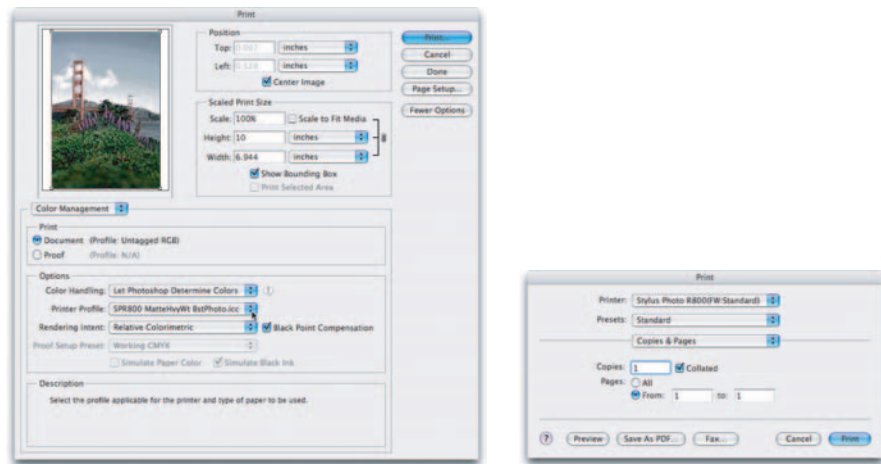 Print
Position
Top: inches
Left: inches
Center Image
Print...
Cancel
Done
Page Setup...
Fewer Options
Scaled Print Size
Scale: 100% Scale to Fit Media
Height: 10 inches
Width: 6.944 inches
Show Bounding Box
Print Selected Area
Color Management
Print
Document (Profile: Untagged RGB)
Proof (Profile: N/A)
Options
Color Handling: Let Photoshop Determine Colors
Printer Profile: SPR800 MatteHvyWt BstPhoto.icc
Rendering Intent: Relative Colorimetric Black Point Compensation
Proof Setup Preset: Working CMYK
Simulate Paper Color Simulate Black Ink
Description
Select the profile applicable for the printer and type of paper to be used.
Print
Printer: Stylus Photo R800(FW:Standard)
Presets: Standard
Copies & Pages
Copies: 1 Collated
Pages: All
From: 1 to: 1
? Preview Save As PDF... Fax... Cancel Print